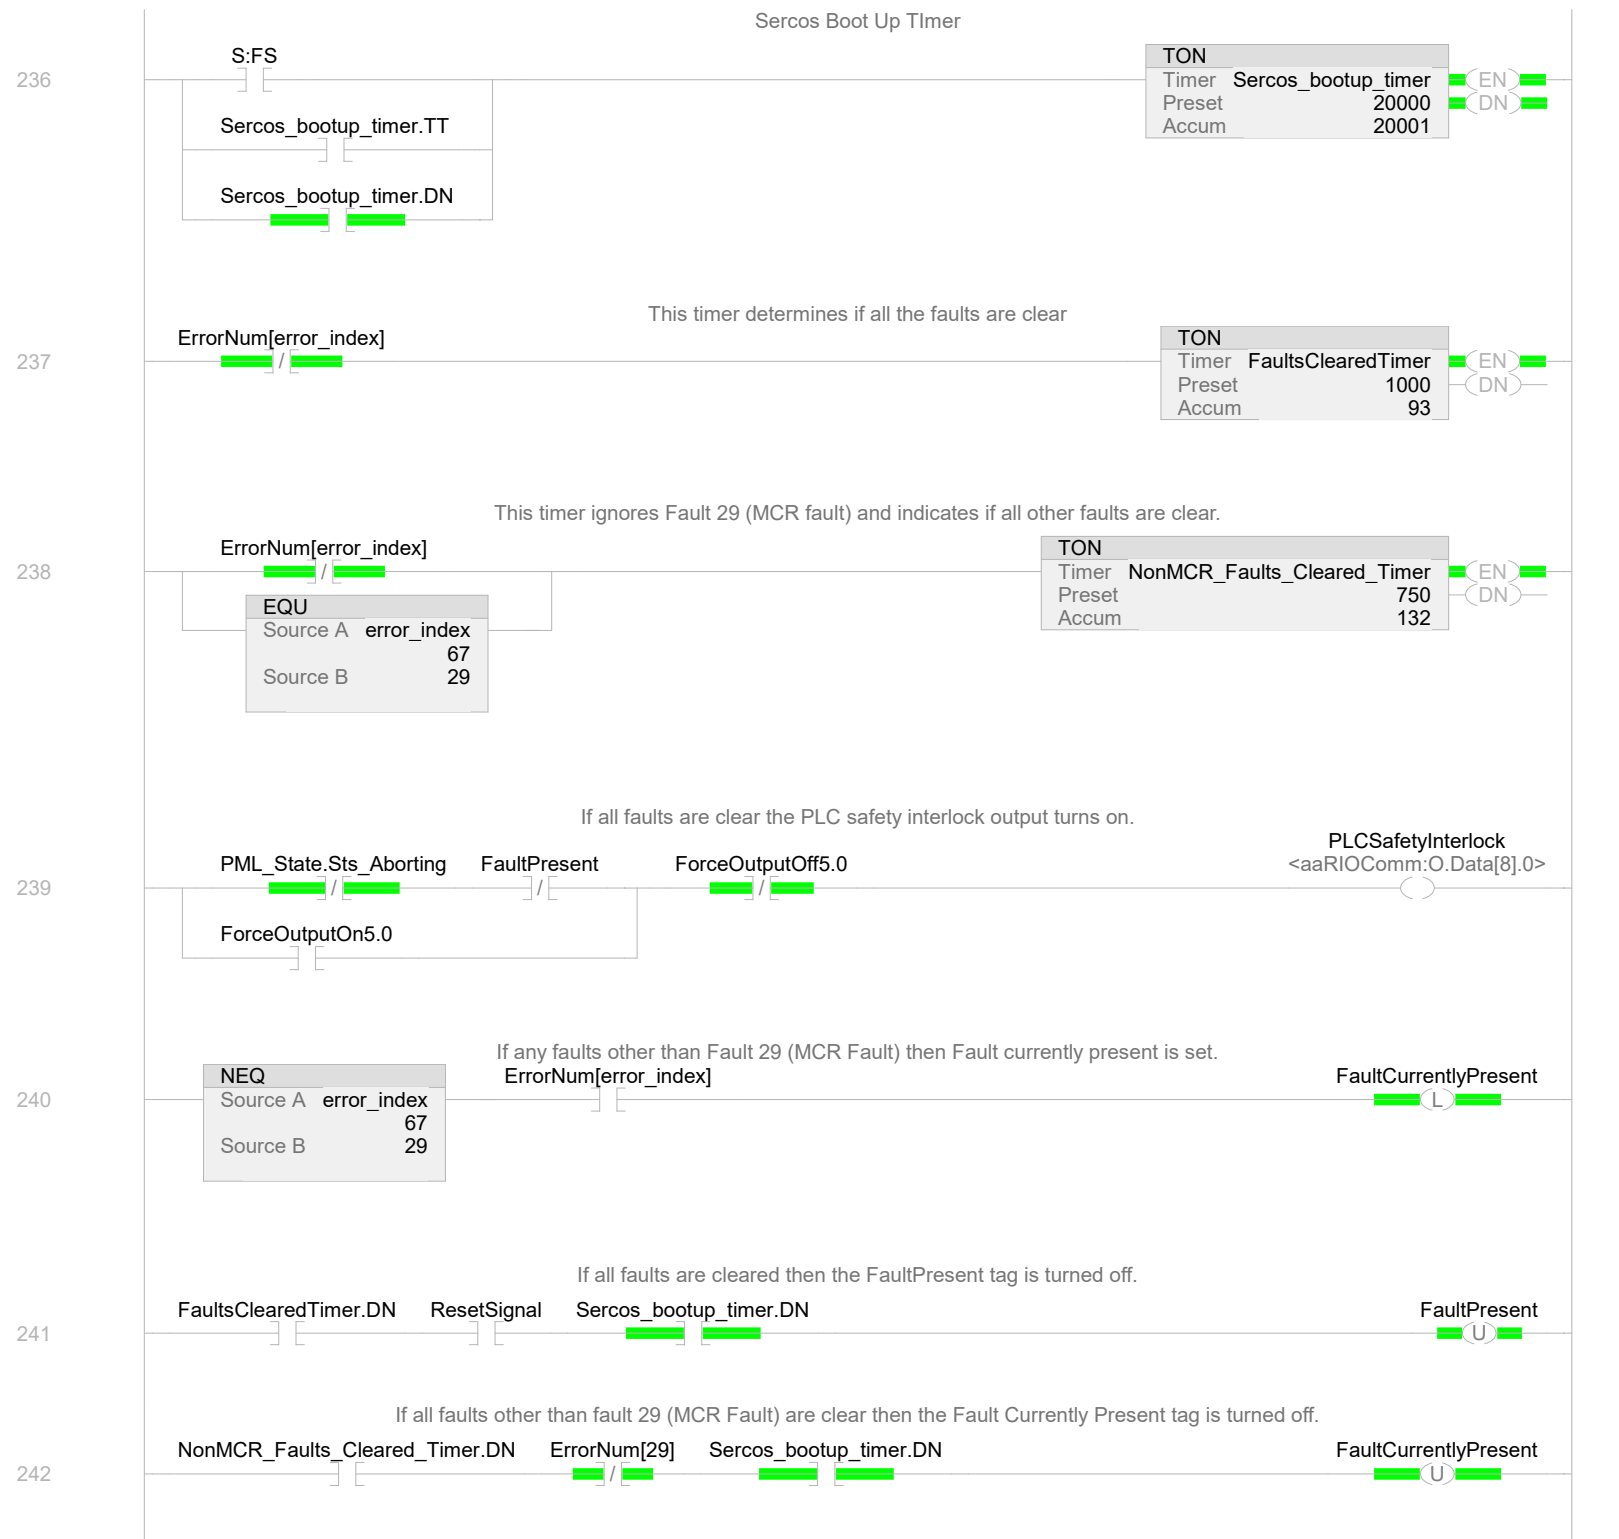 Sercos Boot Up TImer
236
S:FS
Sercos_bootup_timer.TT
Sercos_bootup_timer.DN
TON
Timer Sercos_bootup_timer
Preset 20000
Accum 20001
EN
DN
This timer determines if all the faults are clear
237
ErrorNum[error_index]
/
TON
Timer FaultsClearedTimer
Preset 1000
Accum 93
EN
DN
This timer ignores Fault 29 (MCR fault) and indicates if all other faults are clear.
238
ErrorNum[error_index]
/
EQU
Source A error_index
67
Source B 29
TON
Timer NonMCR_Faults_Cleared_Timer
Preset 750
Accum 132
EN
DN
If all faults are clear the PLC safety interlock output turns on.
239
PML_State.Sts_Aborting
/
FaultPresent
/
ForceOutputOff5.0
/
ForceOutputOn5.0
PLCSafetyInterlock
<aaRIOComm:O.Data[8].0>
If any faults other than Fault 29 (MCR Fault) then Fault currently present is set.
240
NEQ
Source A error_index
67
Source B 29
ErrorNum[error_index]
FaultCurrentlyPresent
L
If all faults are cleared then the FaultPresent tag is turned off.
241
FaultsClearedTimer.DN
ResetSignal
Sercos_bootup_timer.DN
FaultPresent
U
If all faults other than fault 29 (MCR Fault) are clear then the Fault Currently Present tag is turned off.
242
NonMCR_Faults_Cleared_Timer.DN
ErrorNum[29]
/
Sercos_bootup_timer.DN
FaultCurrentlyPresent
U